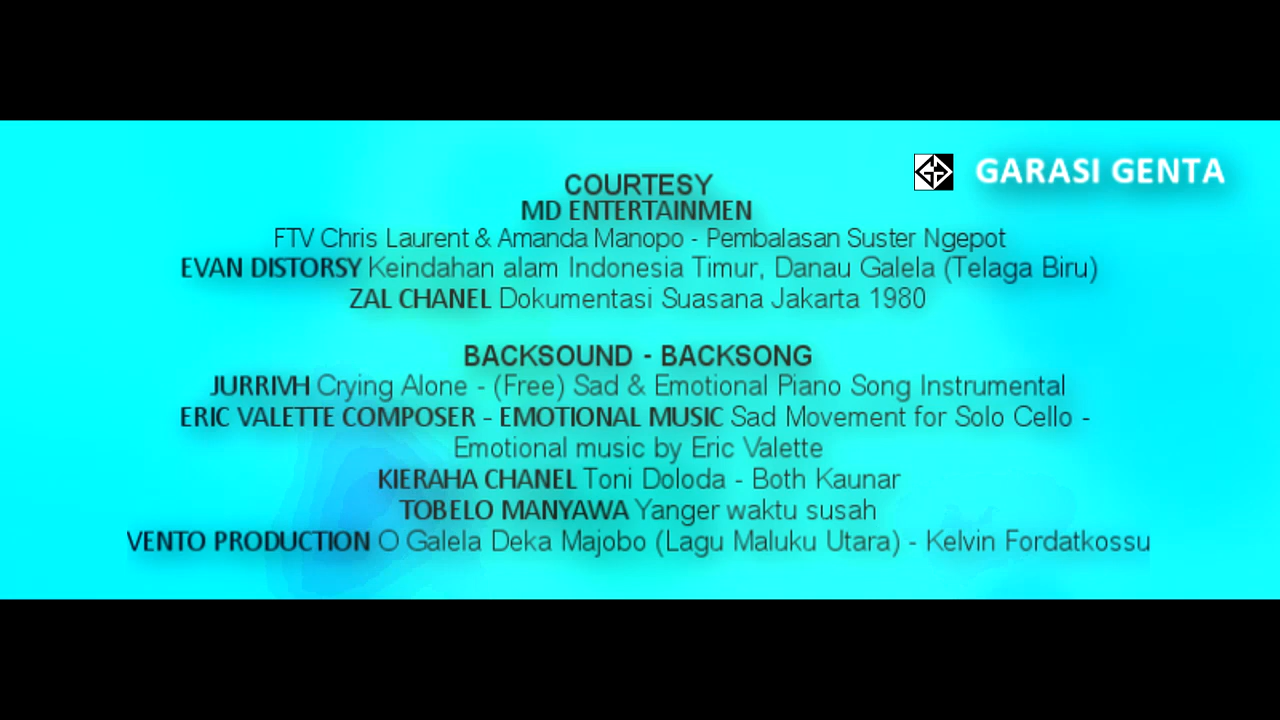 GARASI GENTA
COURTESY
MD ENTERTAINMEN
FTV Chris Laurent & Amanda Manopo - Pembalasan Suster Ngepot
EVAN DISTORSY Keindahan alam Indonesia Timur, Danau Galela (Telaga Biru)
ZAL CHANEL Dokumentasi Suasana Jakarta 1980
BACKSOUND - BACKSONG
JURRIVH Crying Alone - (Free) Sad & Emotional Piano Song Instrumental
ERIC VALETTE COMPOSER - EMOTIONAL MUSIC Sad Movement for Solo Cello -
Emotional music by Eric Valette
KIERAHA CHANEL Toni Doloda - Both Kaunar
TOBELO MANYAWA Yanger waktu susah
VENTO PRODUCTION O Galela Deka Majobo (Lagu Maluku Utara) - Kelvin Fordatkossu